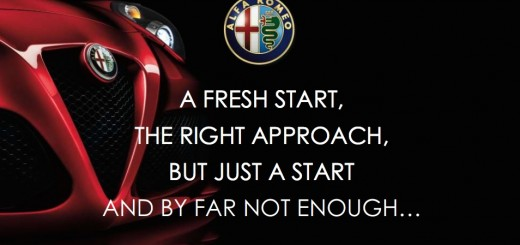 ALFA ROMEO
A FRESH START,
THE RIGHT APPROACH,
BUT JUST A START
AND BY FAR NOT ENOUGH…